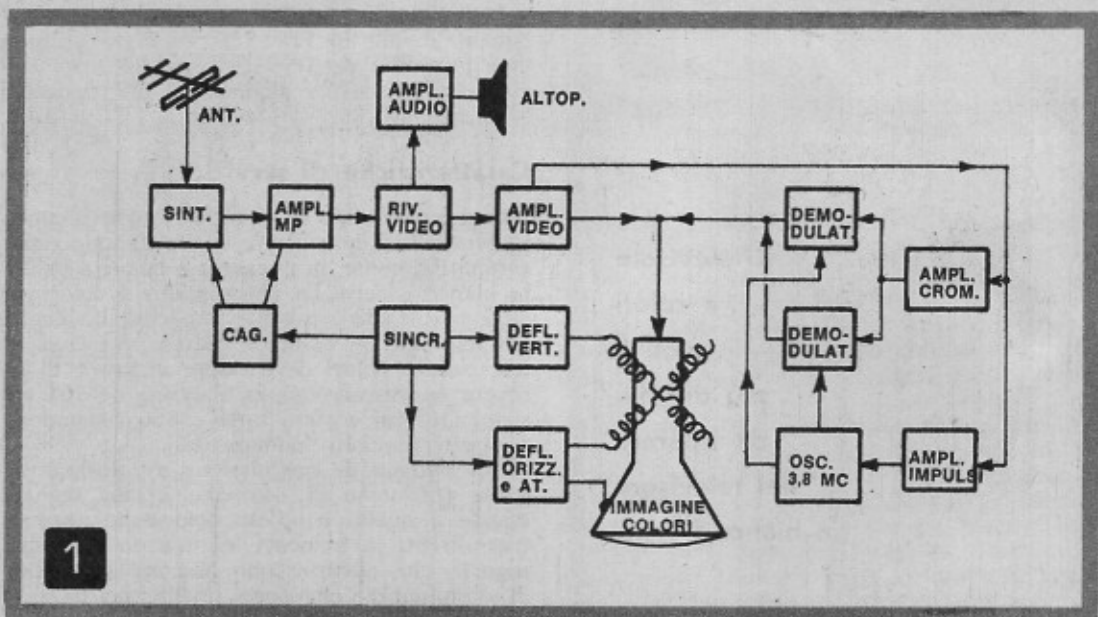 ANT.
AMPL.
AUDIO
ALTOP.
SINT.
AMPL.
MP
RIV.
VIDEO
AMPL.
VIDEO
DEMO-
DULAT.
AMPL.
CROM.
CAG.
SINCR.
DEFL.
VERT.
DEMO-
DULAT.
DEFL.
ORIZZ.
e AT.
IMMAGINE
COLORI
OSC.
3,8 MC
AMPL.
IMPULSI
1